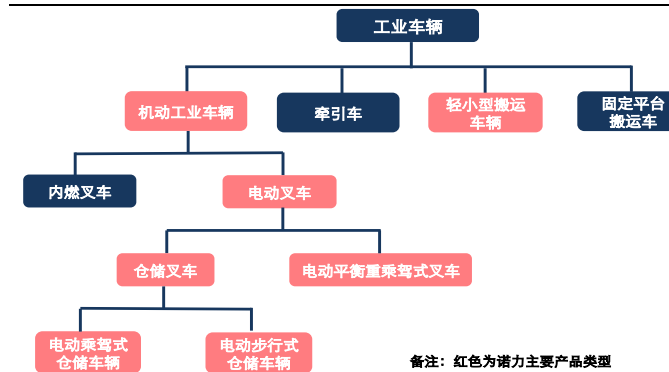 工业车辆
机动工业车辆
牵引车
轻小型搬运
车辆
固定平台
搬运车
内燃叉车
电动叉车
仓储叉车
电动平衡重乘驾式叉车
电动乘驾式
仓储车辆
电动步行式
仓储车辆
备注：红色为诺力主要产品类型